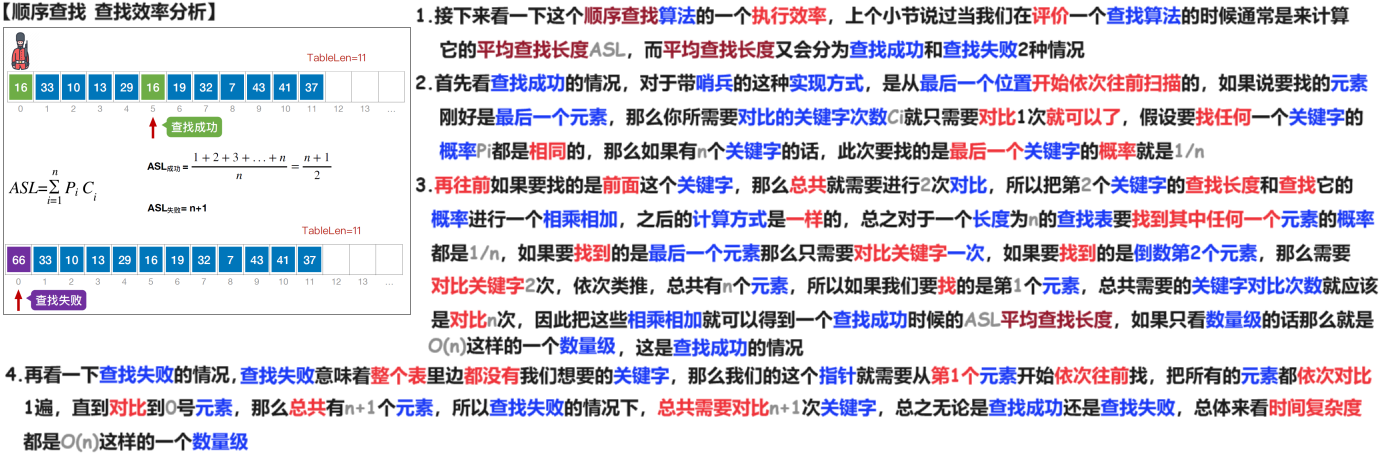 【顺序查找 查找效率分析】
TableLen=11
16 33 10 13 29 16 19 32 7 43 41 37
0 1 2 3 4 5 6 7 8 9 10 11 12 13 ...
查找成功
ASL成功 = 1 + 2 + 3 + … + n / n = n + 1 / 2
ASL=∑ Pi Ci
n
i=1
ASL失败= n+1
TableLen=11
66 33 10 13 29 16 19 32 7 43 41 37
0 1 2 3 4 5 6 7 8 9 10 11 12 13 ...
查找失败
1.接下来看一下这个顺序查找算法的一个执行效率，上个小节说过当我们在评价一个查找算法的时候通常是来计算
它的平均查找长度ASL，而平均查找长度又会分为查找成功和查找失败2种情况
2.首先看查找成功的情况，对于带哨兵的这种实现方式，是从最后一个位置开始依次往前扫描的，如果说要找的元素
刚好是最后一个元素，那么你所需要对比的关键字次数Ci就只需要对比1次就可以了，假设要找任何一个关键字的
概率Pi都是相同的，那么如果有n个关键字的话，此次要找的是最后一个关键字的概率就是1/n
3.再往前如果要找的是前面这个关键字，那么总共就需要进行2次对比，所以把第2个关键字的查找长度和查找它的
概率进行一个相乘相加，之后的计算方式是一样的，总之对于一个长度为n的查找表要找到其中任何一个元素的概率
都是1/n，如果要找到的是最后一个元素那么只需要对比关键字一次，如果要找到的是倒数第2个元素，那么需要
对比关键字2次，依次类推，总共有n个元素，所以如果我们要找的是第1个元素，总共需要的关键字对比次数就应该
是对比n次，因此把这些相乘相加就可以得到一个查找成功时候的ASL平均查找长度，如果只看数量级的话那么就是
O(n)这样的一个数量级，这是查找成功的情况
4.再看一下查找失败的情况,查找失败意味着整个表里边都没有我们想要的关键字，那么我们的这个指针就需要从第1个元素开始依次往前找，把所有的元素都依次对比
1遍，直到对比到0号元素，那么总共有n+1个元素，所以查找失败的情况下，总共需要对比n+1次关键字，总之无论是查找成功还是查找失败，总体来看时间复杂度
都是O(n)这样的一个数量级